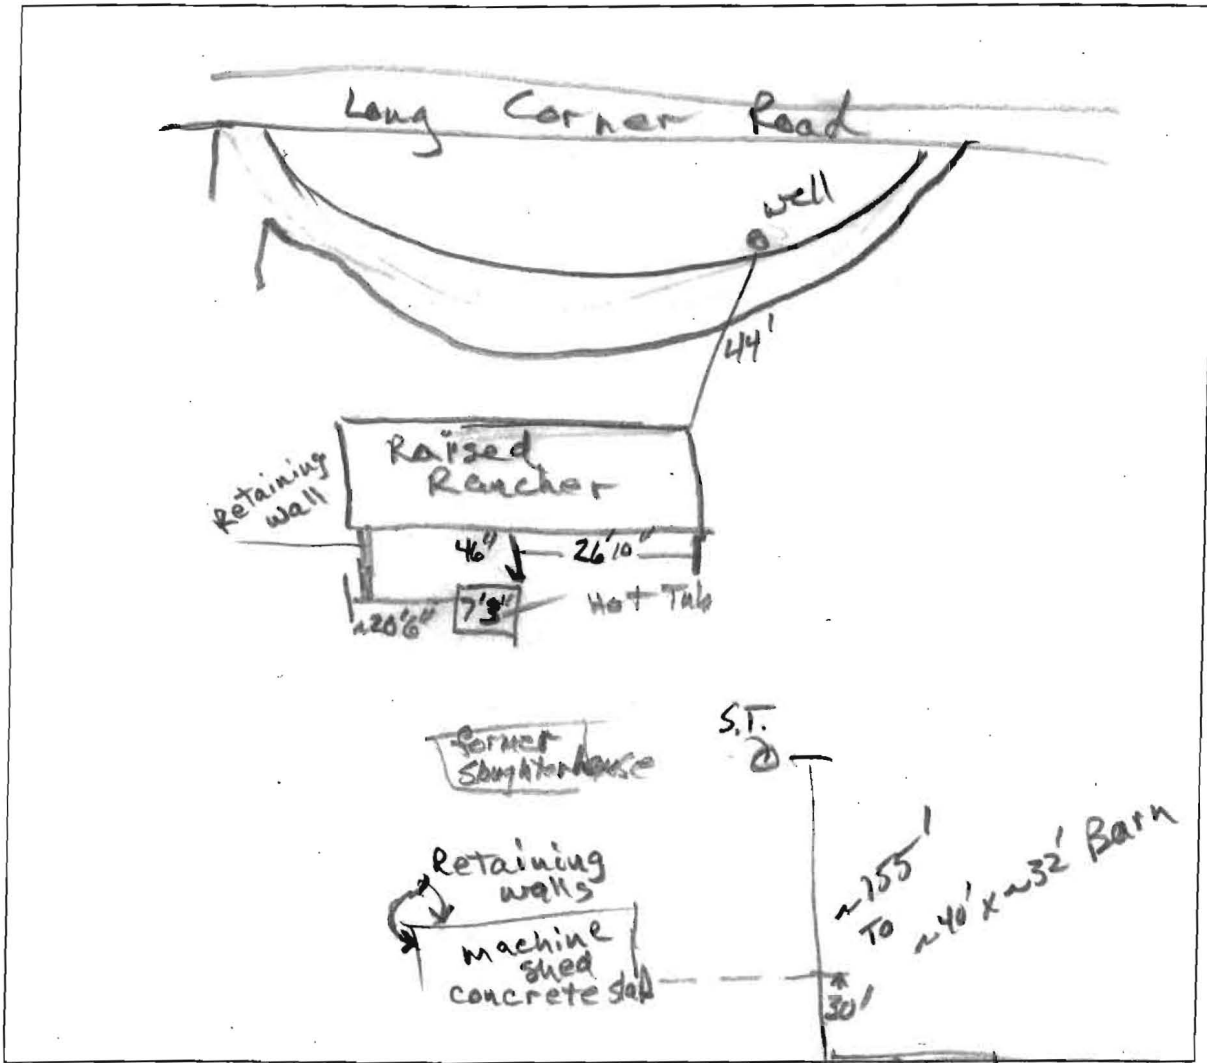 Long Corner Road
well
44'
Raised
Rancher
Retaining
wall
46"
26'10"
7'3"
Hot Tub
~20'6"
S.T.
former
Slaughterhouse
Retaining
walls
machine
shed
concrete slab
~155'
To
~40' x ~32' Barn
30'